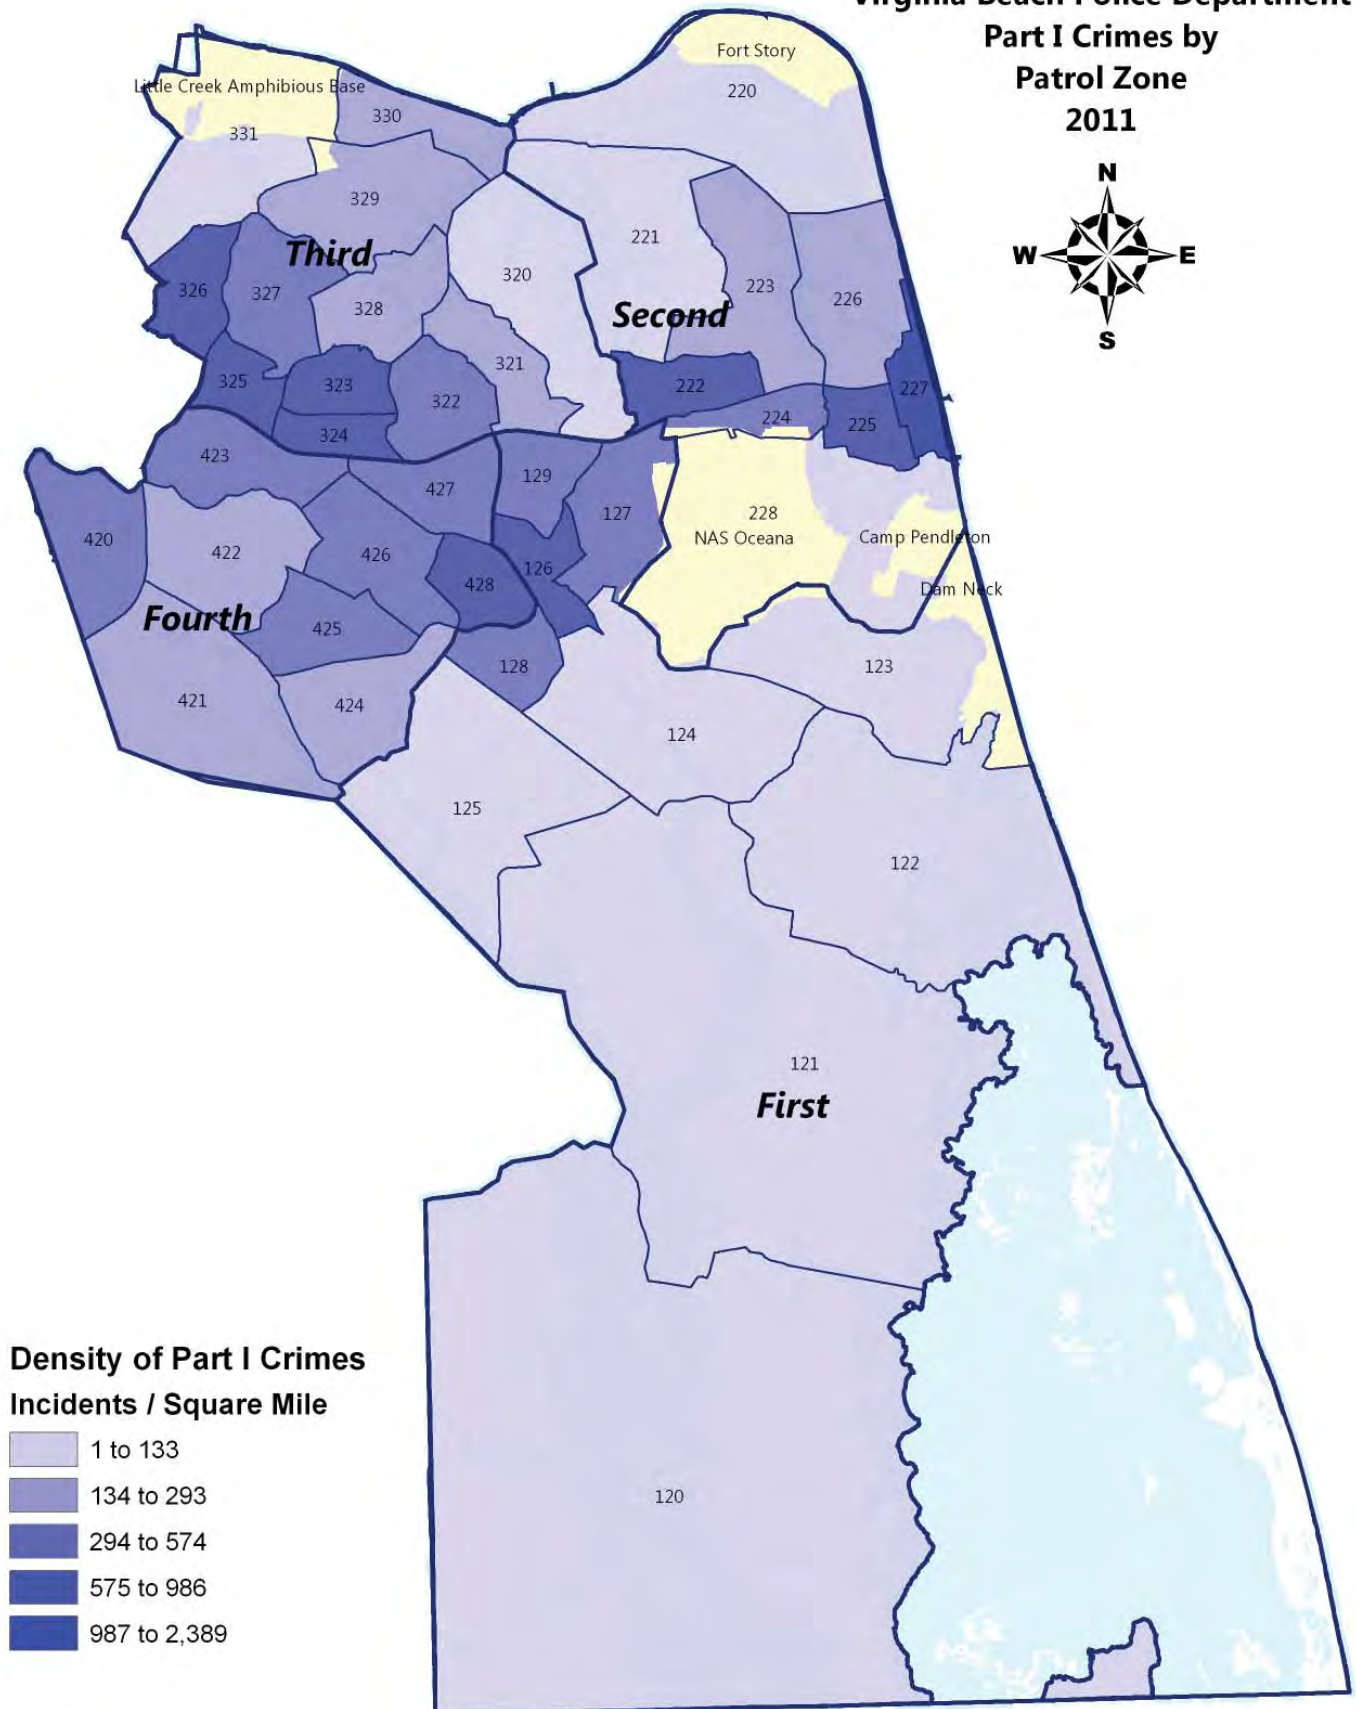 Virginia Beach Police Department
Part I Crimes by
Patrol Zone
2011
N
W E
S
Fort Story
220
Little Creek Amphibious Base
330
331
329
Third
221
320
Second
326
327
328
223
226
321
325
323
222
227
322
224
225
324
423
129
427
127
228
NAS Oceana
Camp Pendleton
420
422
426
126
428
Dam Neck
Fourth
425
128
123
421
424
124
125
122
121
First
120
Density of Part I Crimes
Incidents / Square Mile
1 to 133
134 to 293
294 to 574
575 to 986
987 to 2,389